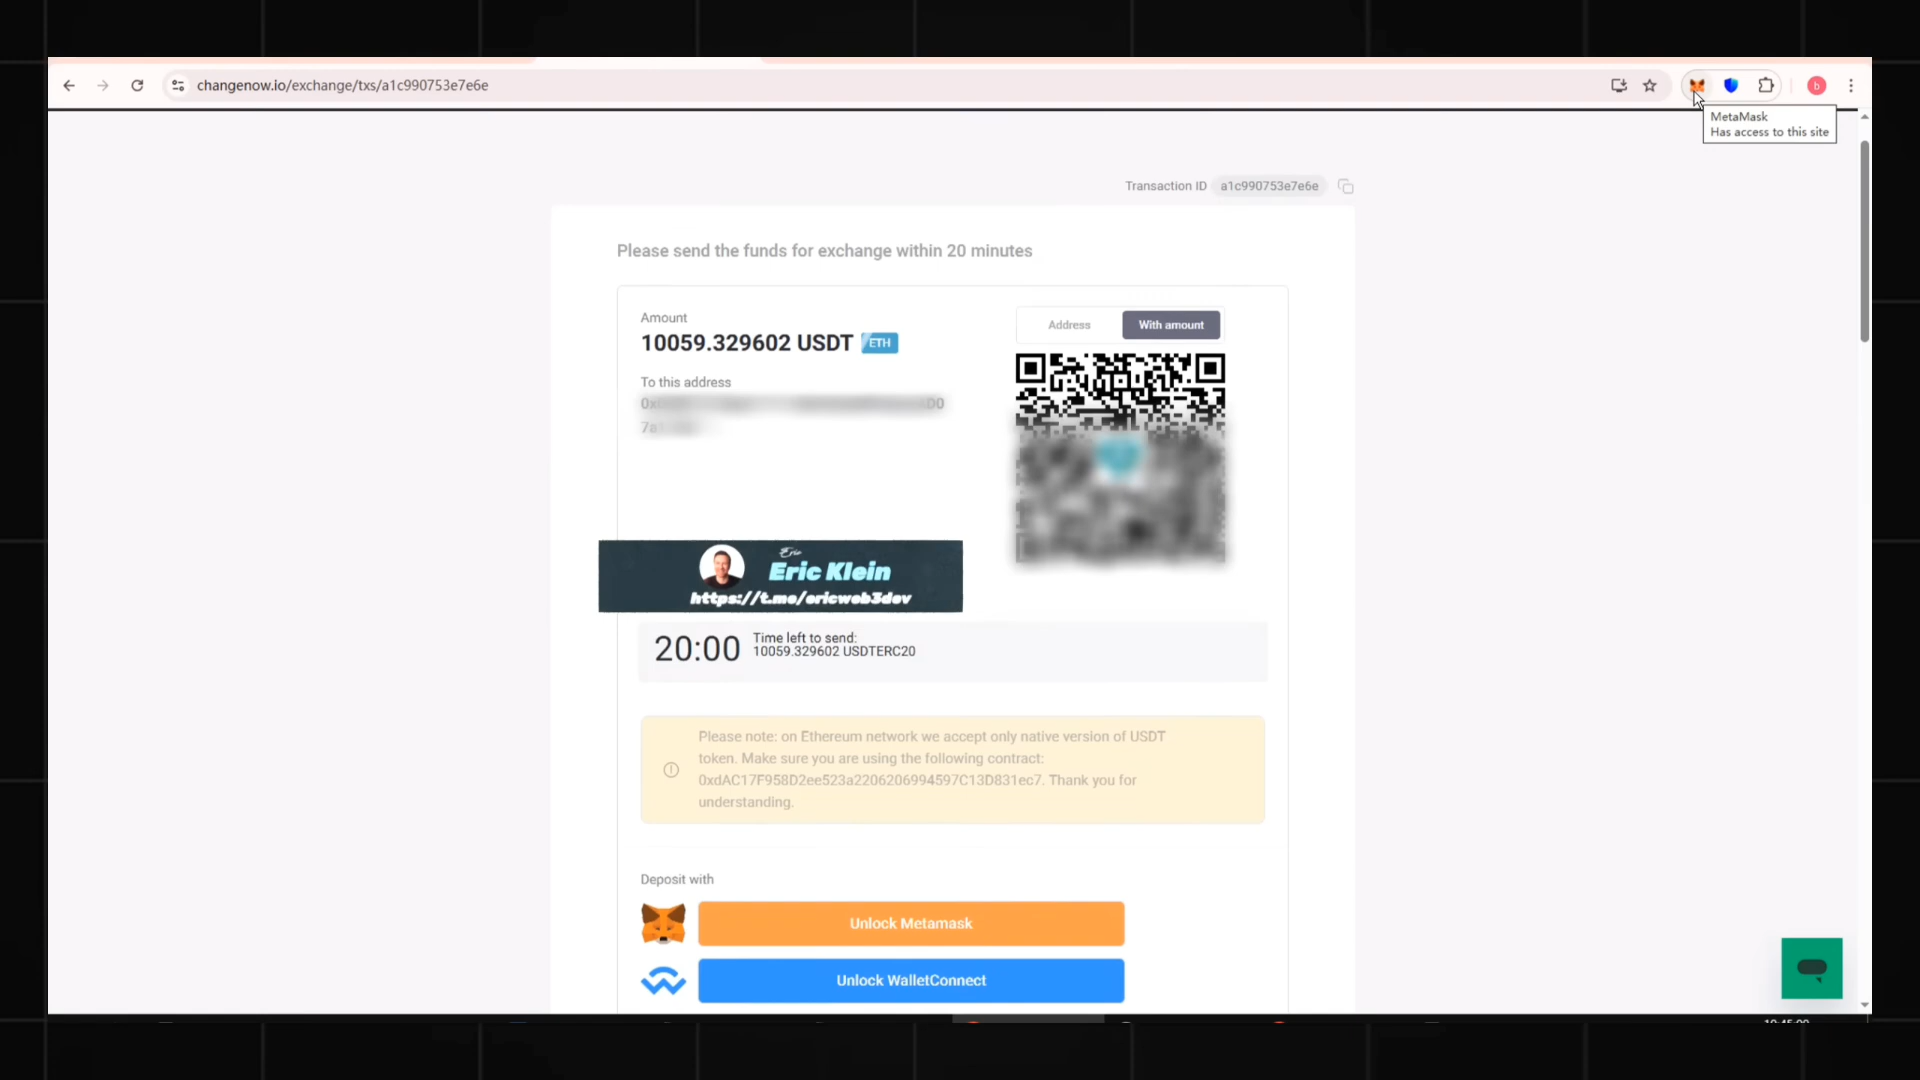 changenow.io/exchange/txs/a1c990753e7e6e
b
MetaMask
Has access to this site
Transaction ID a1c990753e7e6e
Please send the funds for exchange within 20 minutes
Amount
10059.329602 USDT ETH
Address With amount
To this address
Eric
Eric Klein
https://t.me/ericweb3dev
20:00
Time left to send:
10059.329602 USDTERC20
Please note: on Ethereum network we accept only native version of USDT
token. Make sure you are using the following contract:
0xdAC17F958D2ee523a2206206994597C13D831ec7. Thank you for
understanding.
Deposit with
Unlock Metamask
Unlock WalletConnect